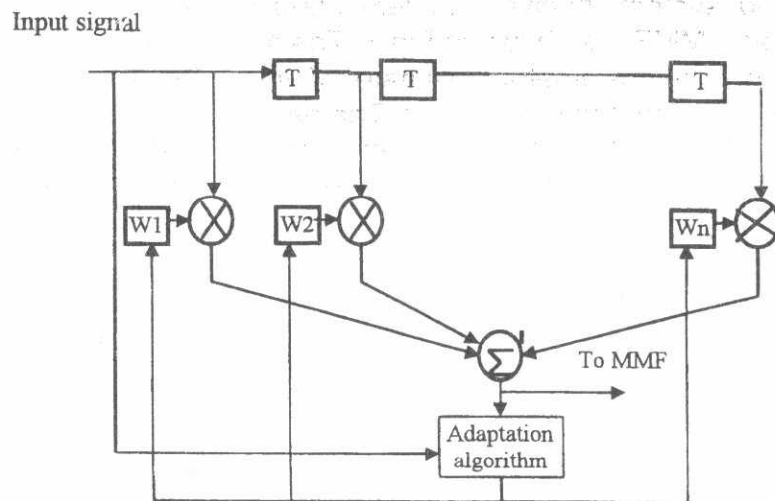 Input signal
T
T
T
W1
W2
Wn
Σ
To MMF
Adaptation
algorithm